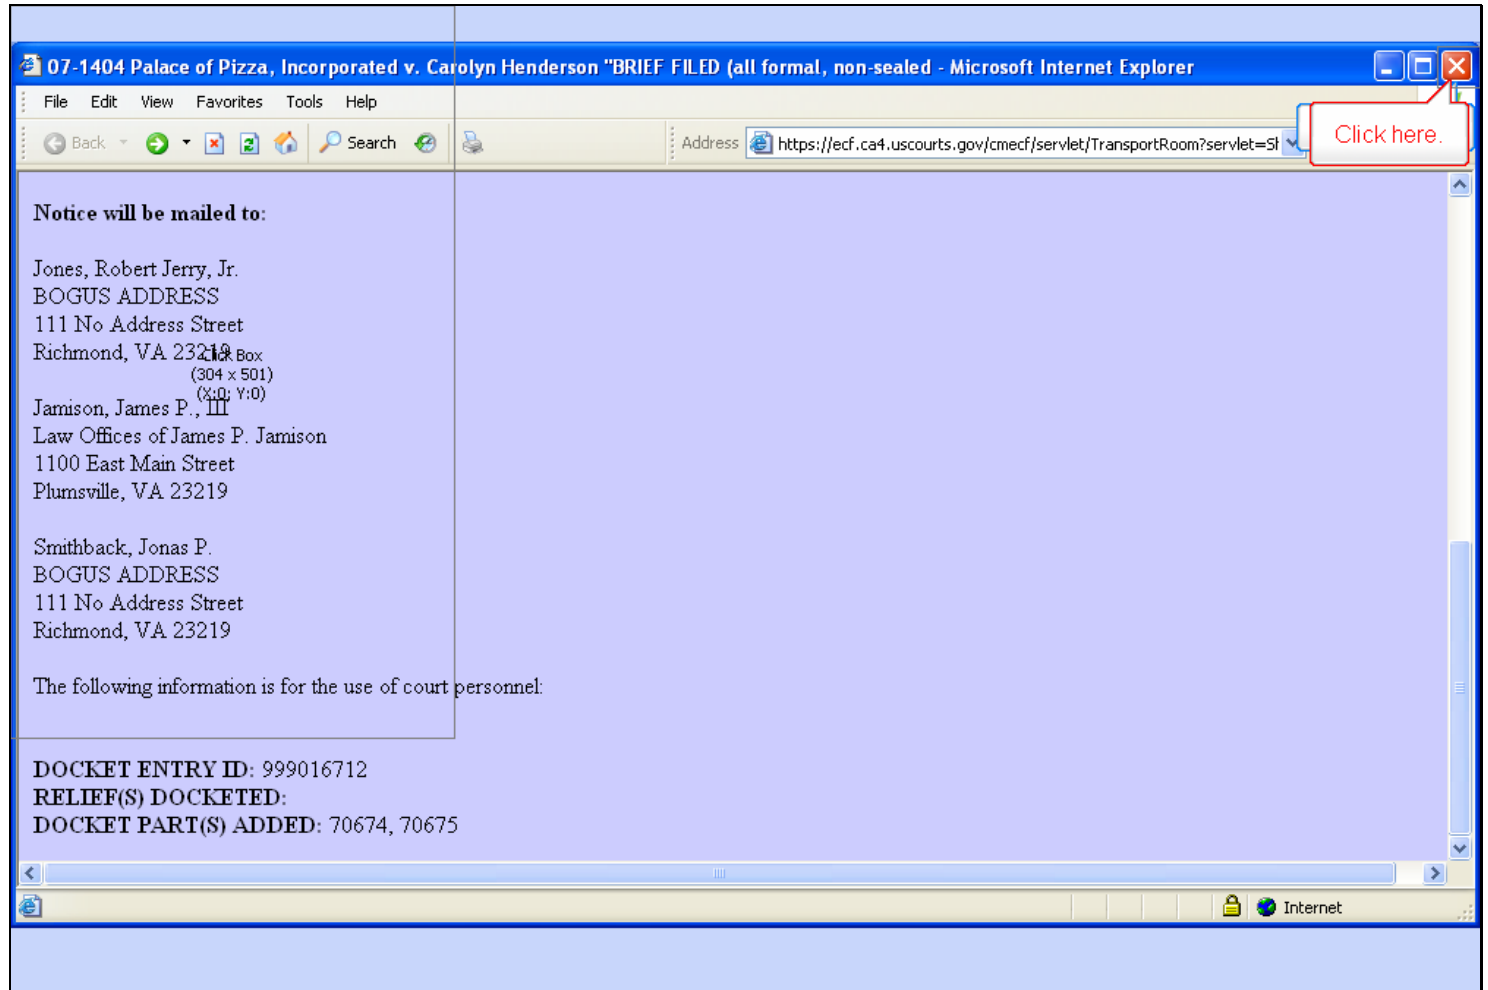 07-1404 Palace of Pizza, Incorporated v. Carolyn Henderson "BRIEF FILED (all formal, non-sealed - Microsoft Internet Explorer
File Edit View Favorites Tools Help
Back Search Address https://ecf.ca4.uscourts.gov/cmecf/servlet/TransportRoom?servlet=Sh
Click here.
Notice will be mailed to:
Jones, Robert Jerry, Jr.
BOGUS ADDRESS
111 No Address Street
Richmond, VA 23219
Click Box
(304 x 501)
(X:0; Y:0)
Jamison, James P., III
Law Offices of James P. Jamison
1100 East Main Street
Plumsville, VA 23219
Smithback, Jonas P.
BOGUS ADDRESS
111 No Address Street
Richmond, VA 23219
The following information is for the use of court personnel:
DOCKET ENTRY ID: 999016712
RELIEF(S) DOCKETED:
DOCKET PART(S) ADDED: 70674, 70675
Internet